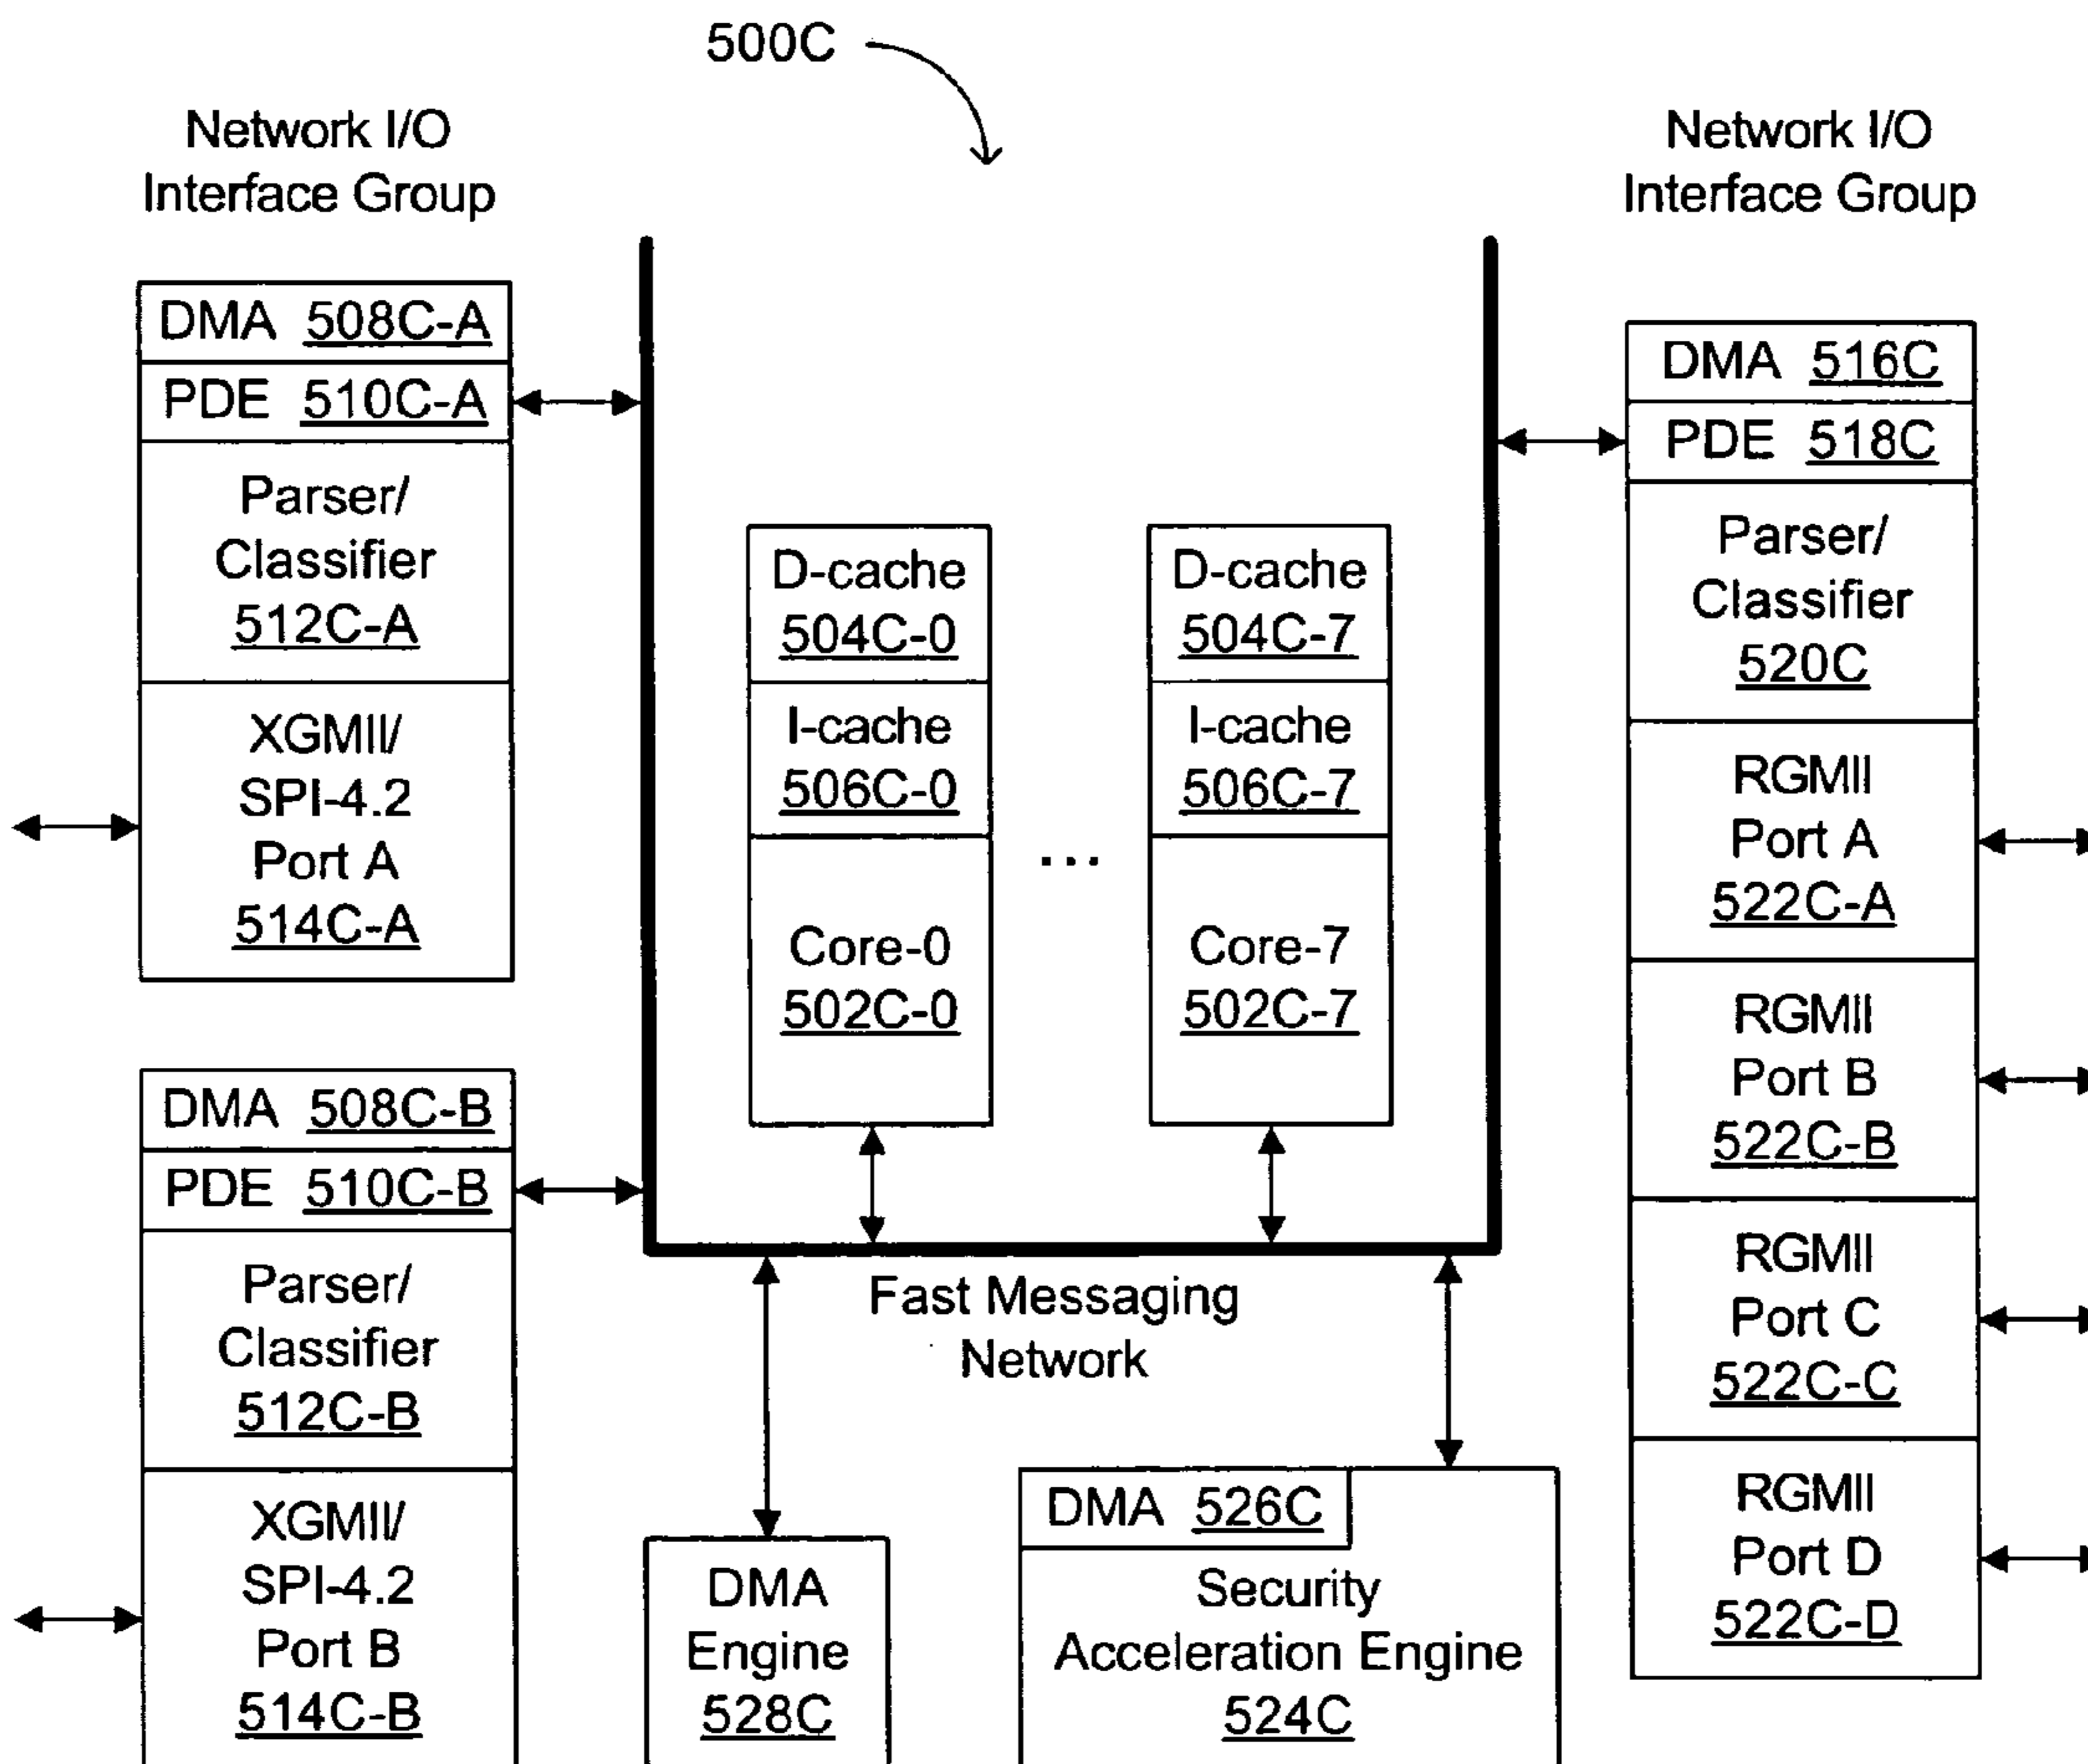 500C
Network I/O
Interface Group
DMA 508C-A
PDE 510C-A
Parser/
Classifier
512C-A
XGMII/
SPI-4.2
Port A
514C-A
DMA 508C-B
PDE 510C-B
Parser/
Classifier
512C-B
XGMII/
SPI-4.2
Port B
514C-B
D-cache
504C-0
I-cache
506C-0
Core-0
502C-0
...
D-cache
504C-7
I-cache
506C-7
Core-7
502C-7
Fast Messaging
Network
DMA
Engine
528C
DMA 526C
Security
Acceleration Engine
524C
Network I/O
Interface Group
DMA 516C
PDE 518C
Parser/
Classifier
520C
RGMII
Port A
522C-A
RGMII
Port B
522C-B
RGMII
Port C
522C-C
RGMII
Port D
522C-D